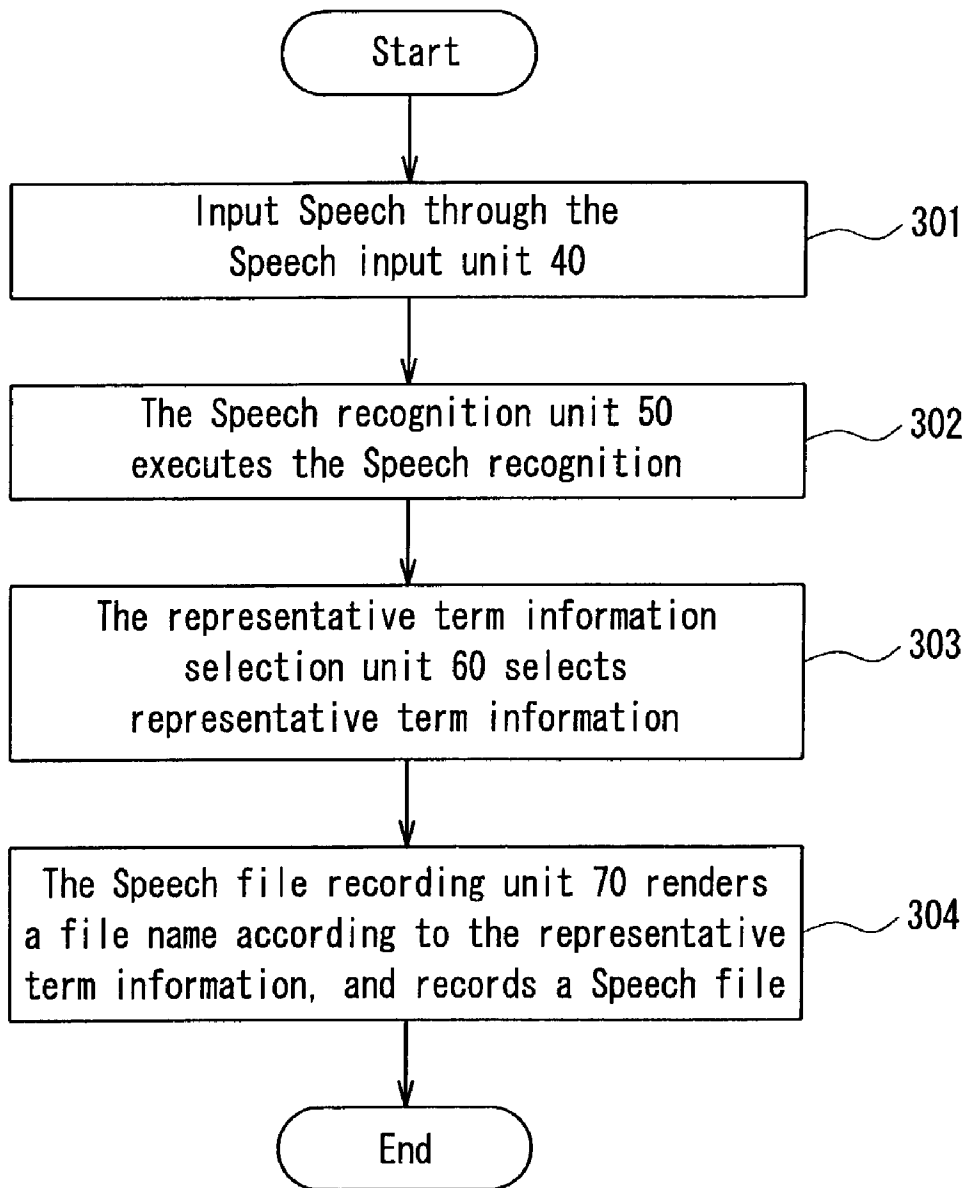 Start
Input Speech through the
Speech input unit 40
301
The Speech recognition unit 50
executes the Speech recognition
302
The representative term information
selection unit 60 selects
representative term information
303
The Speech file recording unit 70 renders
a file name according to the representative
term information, and records a Speech file
304
End